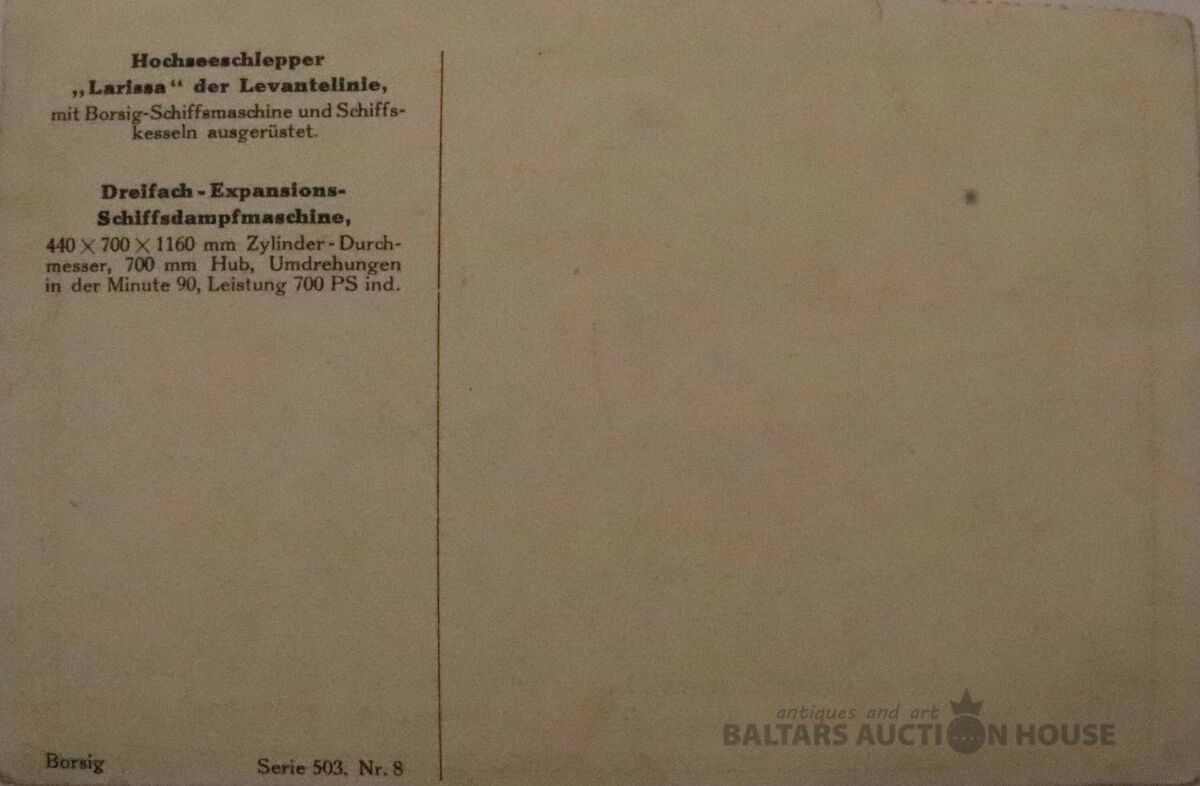 Hochseeschlepper
„Larissa“ der Levantelinie,
mit Borsig-Schiffsmaschine und Schiffs-
kesseln ausgerüstet.
Dreifach-Expansions-
Schiffsdampfmaschine,
440 × 700 × 1160 mm Zylinder-Durch-
messer, 700 mm Hub, Umdrehungen
in der Minute 90, Leistung 700 PS ind.
Borsig
Serie 503. Nr. 8
antiques and art
BALTARS AUCTION HOUSE